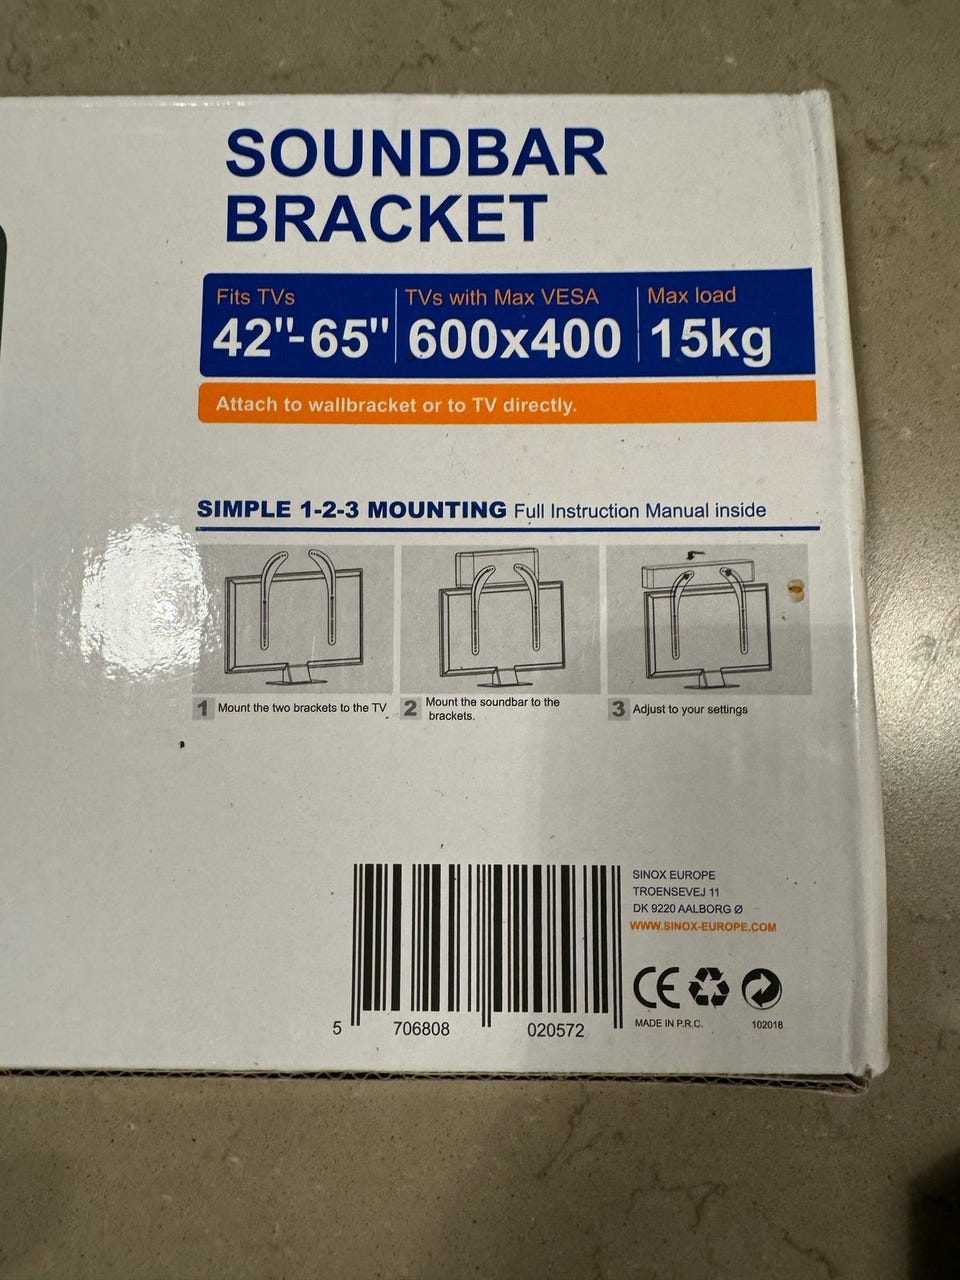 SOUNDBAR
BRACKET
Fits TVs
42"-65"
TVs with Max VESA
600x400
Max load
15kg
Attach to wallbracket or to TV directly.
SIMPLE 1-2-3 MOUNTING Full Instruction Manual inside
1 Mount the two brackets to the TV
2 Mount the soundbar to the
brackets.
3 Adjust to your settings
SINOX EUROPE
TROENSEVEJ 11
DK 9220 AALBORG Ø
WWW.SINOX-EUROPE.COM
CE
MADE IN P.R.C.
102018
5 706808 020572